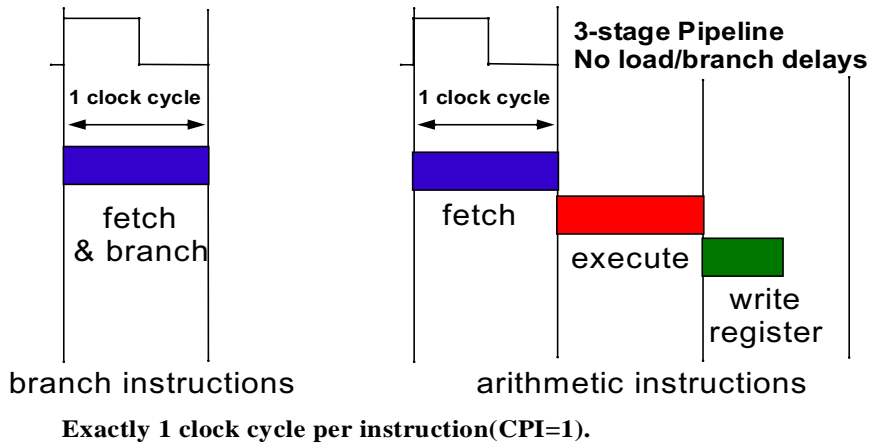 3-stage Pipeline
No load/branch delays
1 clock cycle
1 clock cycle
fetch
& branch
fetch
execute
write
register
branch instructions
arithmetic instructions
Exactly 1 clock cycle per instruction(CPI=1).